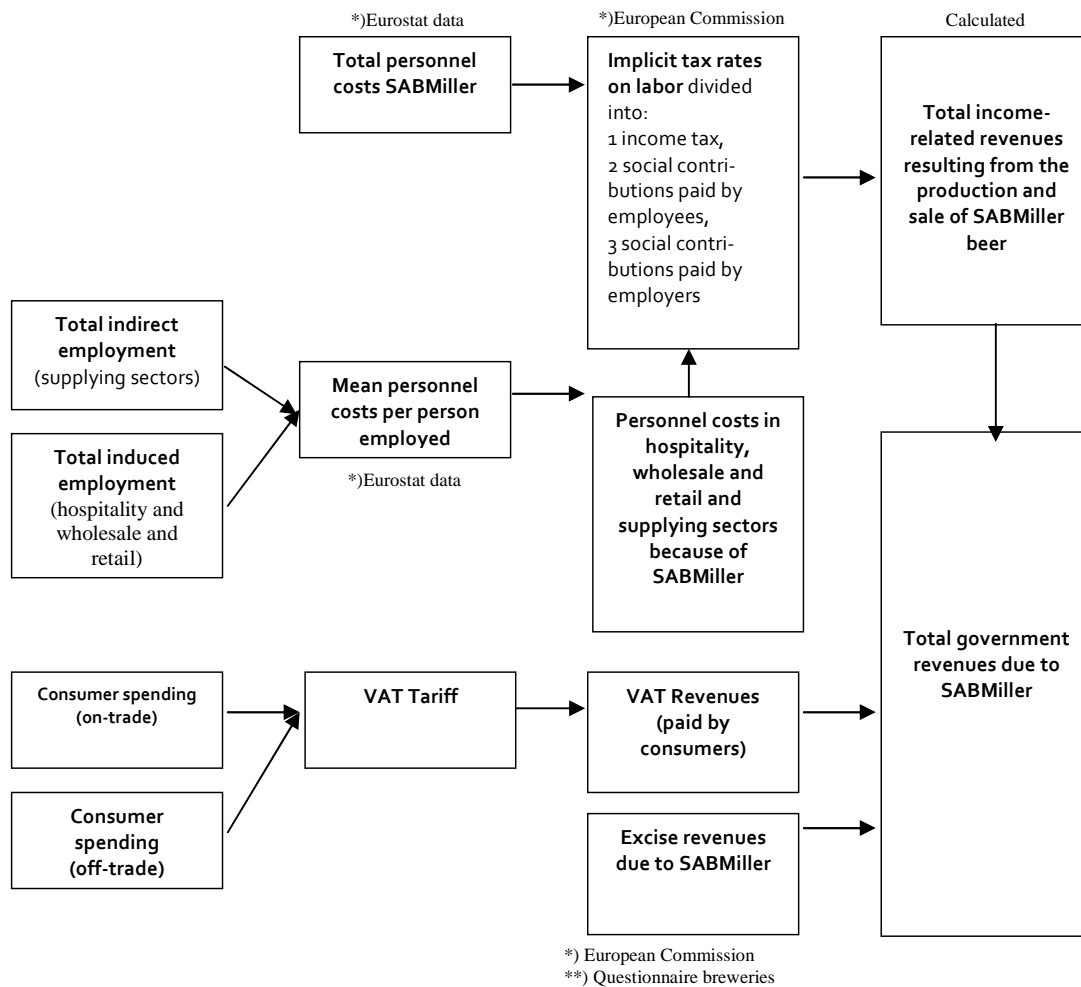 *)Eurostat data
*)European Commission
Calculated
Total personnel
costs SABMiller
Implicit tax rates
on labor divided
into:
1 income tax,
2 social contri-
butions paid by
employees,
3 social contri-
butions paid by
employers
Total income-
related revenues
resulting from the
production and
sale of SABMiller
beer
Total indirect
employment
(supplying sectors)
Total induced
employment
(hospitality and
wholesale and
retail)
Mean personnel
costs per person
employed
*)Eurostat data
Personnel costs in
hospitality,
wholesale and
retail and
supplying sectors
because of
SABMiller
Total government
revenues due to
SABMiller
Consumer spending
(on-trade)
Consumer
spending
(off-trade)
VAT Tariff
VAT Revenues
(paid by
consumers)
Excise revenues
due to SABMiller
*) European Commission
**) Questionnaire breweries